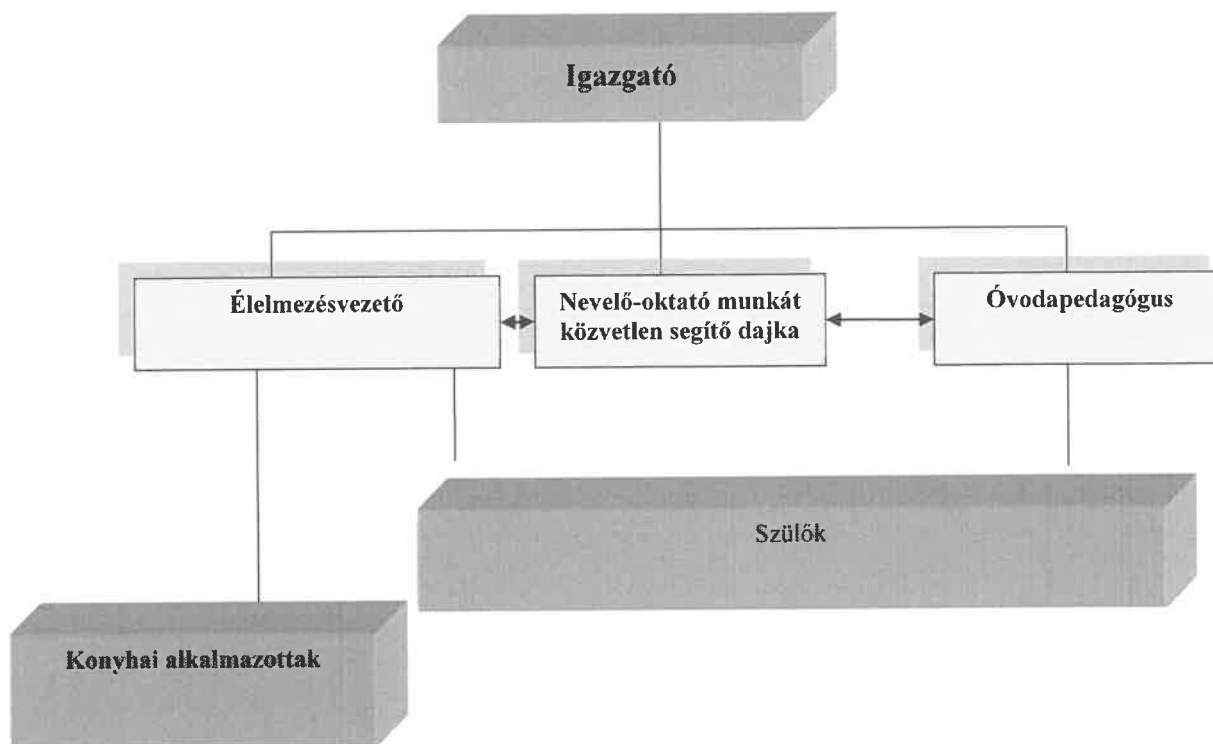 Igazgató
Élelmezésvezető
Nevelő-oktató munkát
közvetlen segítő dajka
Óvodapedagógus
Szülők
Konyhai alkalmazottak